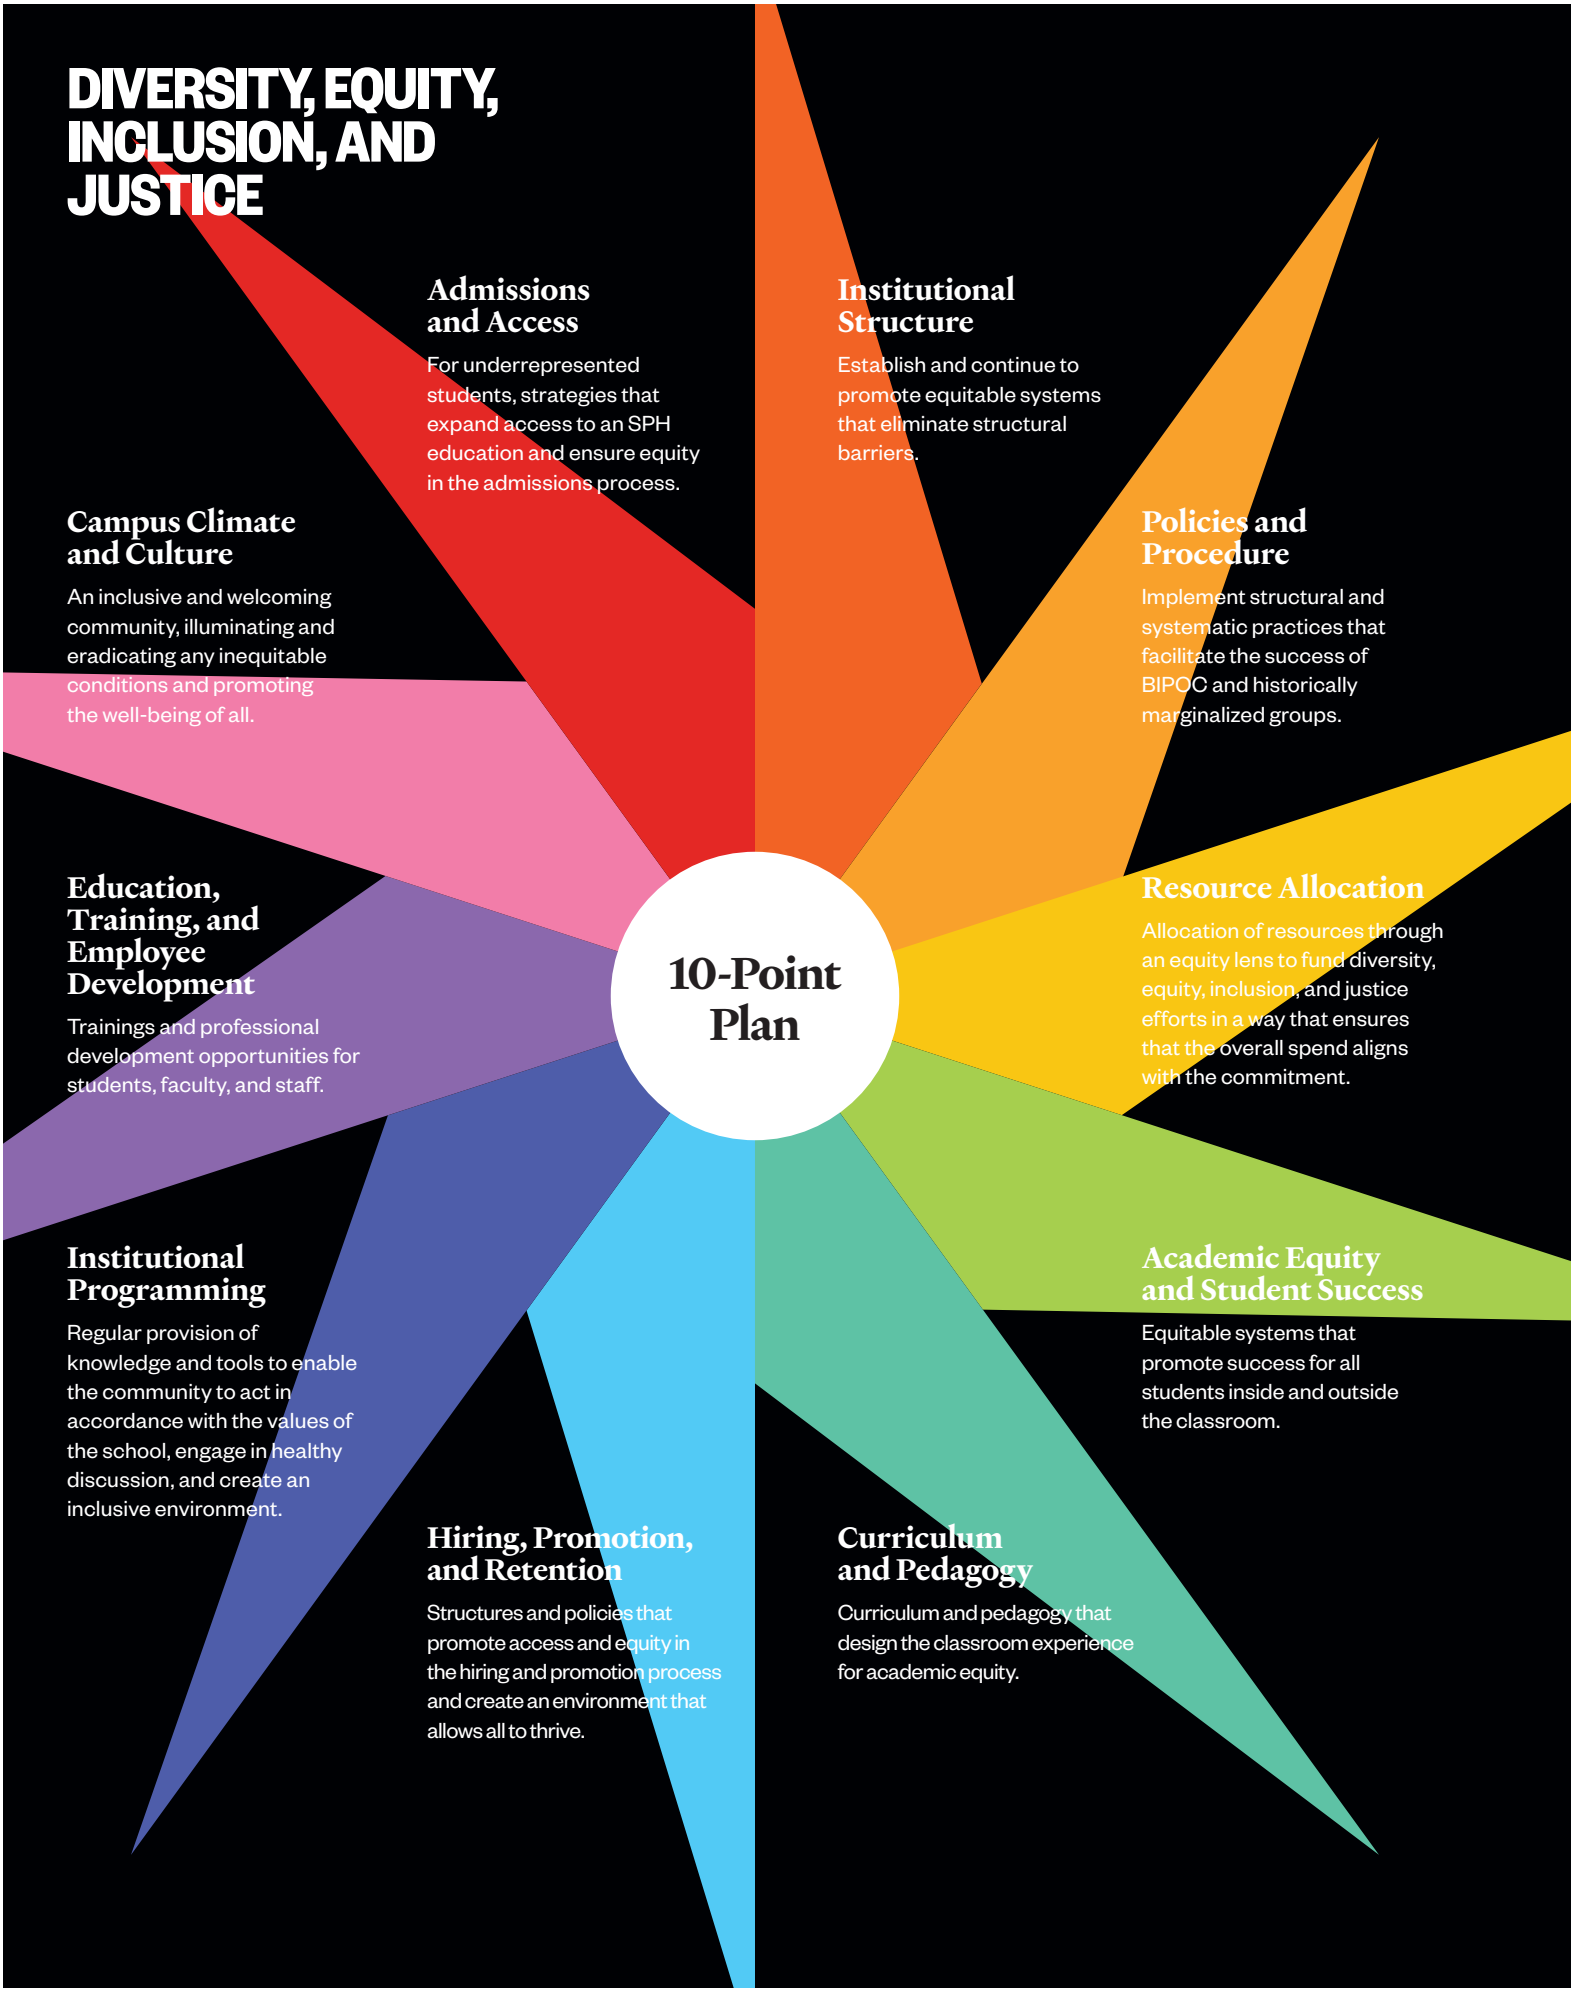 DIVERSITY, EQUITY,
INCLUSION, AND
JUSTICE
Admissions
and Access
For underrepresented
students, strategies that
expand access to an SPH
education and ensure equity
in the admissions process.
Institutional
Structure
Establish and continue to
promote equitable systems
that eliminate structural
barriers.
Campus Climate
and Culture
An inclusive and welcoming
community, illuminating and
eradicating any inequitable
conditions and promoting
the well-being of all.
Policies and
Procedure
Implement structural and
systematic practices that
facilitate the success of
BIPOC and historically
marginalized groups.
Education,
Training, and
Employee
Development
Trainings and professional
development opportunities for
students, faculty, and staff.
10-Point
Plan
Resource Allocation
Allocation of resources through
an equity lens to fund diversity,
equity, inclusion, and justice
efforts in a way that ensures
that the overall spend aligns
with the commitment.
Institutional
Programming
Regular provision of
knowledge and tools to enable
the community to act in
accordance with the values of
the school, engage in healthy
discussion, and create an
inclusive environment.
Academic Equity
and Student Success
Equitable systems that
promote success for all
students inside and outside
the classroom.
Hiring, Promotion,
and Retention
Structures and policies that
promote access and equity in
the hiring and promotion process
and create an environment that
allows all to thrive.
Curriculum
and Pedagogy
Curriculum and pedagogy that
design the classroom experience
for academic equity.